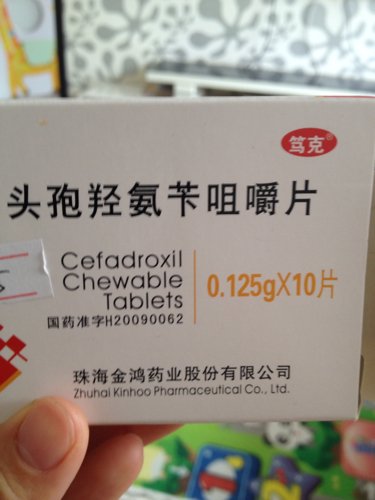 笃克®
头孢羟氨苄咀嚼片
Cefadroxil
Chewable
Tablets
0.125gX10片
国药准字H20090062
珠海金鸿药业股份有限公司
Zhuhai Kinhoo Pharmaceutical Co., Ltd.